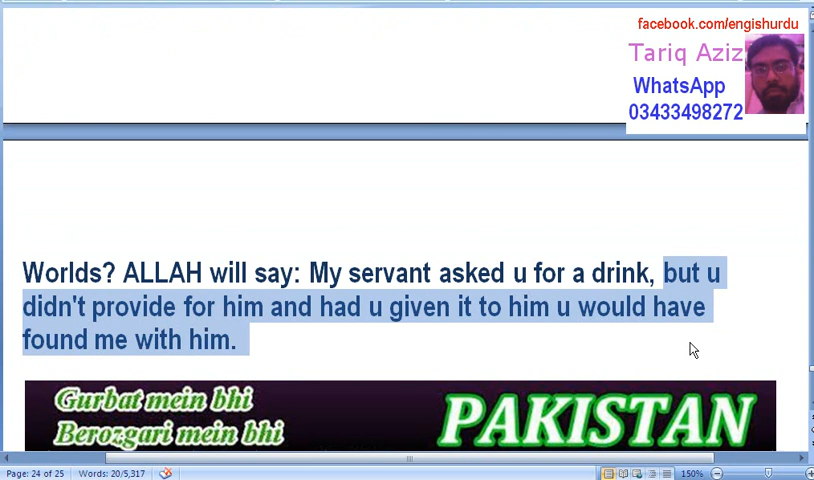 facebook.com/engishurdu
Tariq Aziz
WhatsApp
03433498272
Worlds? ALLAH will say: My servant asked u for a drink, but u
didn't provide for him and had u given it to him u would have
found me with him.
Gurbat mein bhi
Berozgari mein bhi
PAKISTAN
Page: 24 of 25 Words: 20/5,317 150%